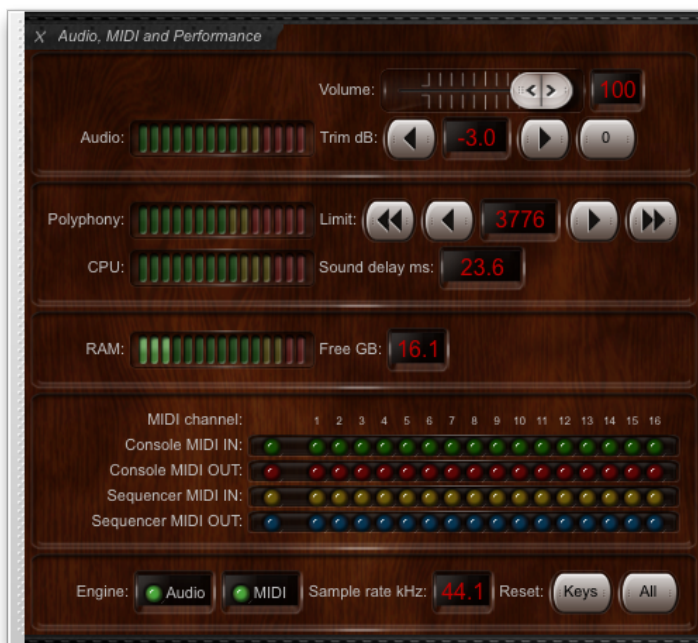 X Audio, MIDI and Performance
Volume: 100
Audio: Trim dB: -3.0 0
Polyphony: Limit: 3776
CPU: Sound delay ms: 23.6
RAM: Free GB: 16.1
MIDI channel: 1 2 3 4 5 6 7 8 9 10 11 12 13 14 15 16
Console MIDI IN:
Console MIDI OUT:
Sequencer MIDI IN:
Sequencer MIDI OUT:
Engine: Audio MIDI Sample rate kHz: 44.1 Reset: Keys All